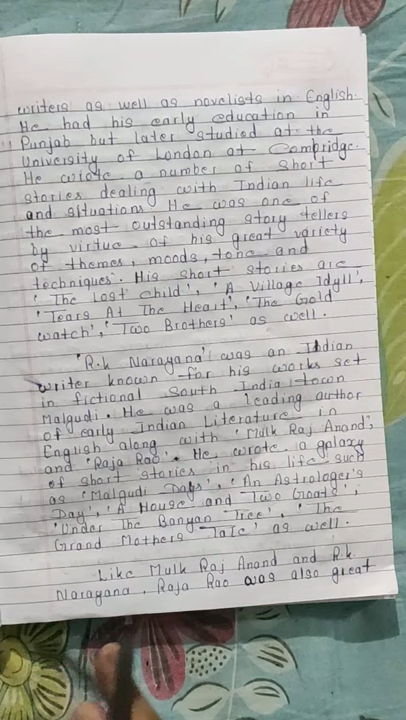 writers as well as novelists in English.
He had his early education in
Punjab but later studied at the
University of London at Cambridge.
He wrote a number of Short
stories dealing with Indian life
and situations He was one of
the most outstanding story tellers
by virtue of his great variety
of themes, moods, tone and
techniques. His short stories are
'The Lost Child', 'A Village Idyll',
'Tears At The Heart', 'The Gold
watch', 'Two Brothers' as well.
'R.k Narayana' was an Indian
writer known for his works set
in fictional South India town
Malgudi. He was a leading author
of early Indian Literature in
English along with 'Mulk Raj Anand',
and 'Raja Rao'. He wrote a galaxy
of short stories in his life such
as 'Malgudi Days', 'An Astrologer's
Day', 'A House and Two Goats',
'Under The Banyan Tree', 'The
Grand Mothers Tale' as well.
Like Mulk Raj Anand and R.k
Narayana, Raja Rao was also great